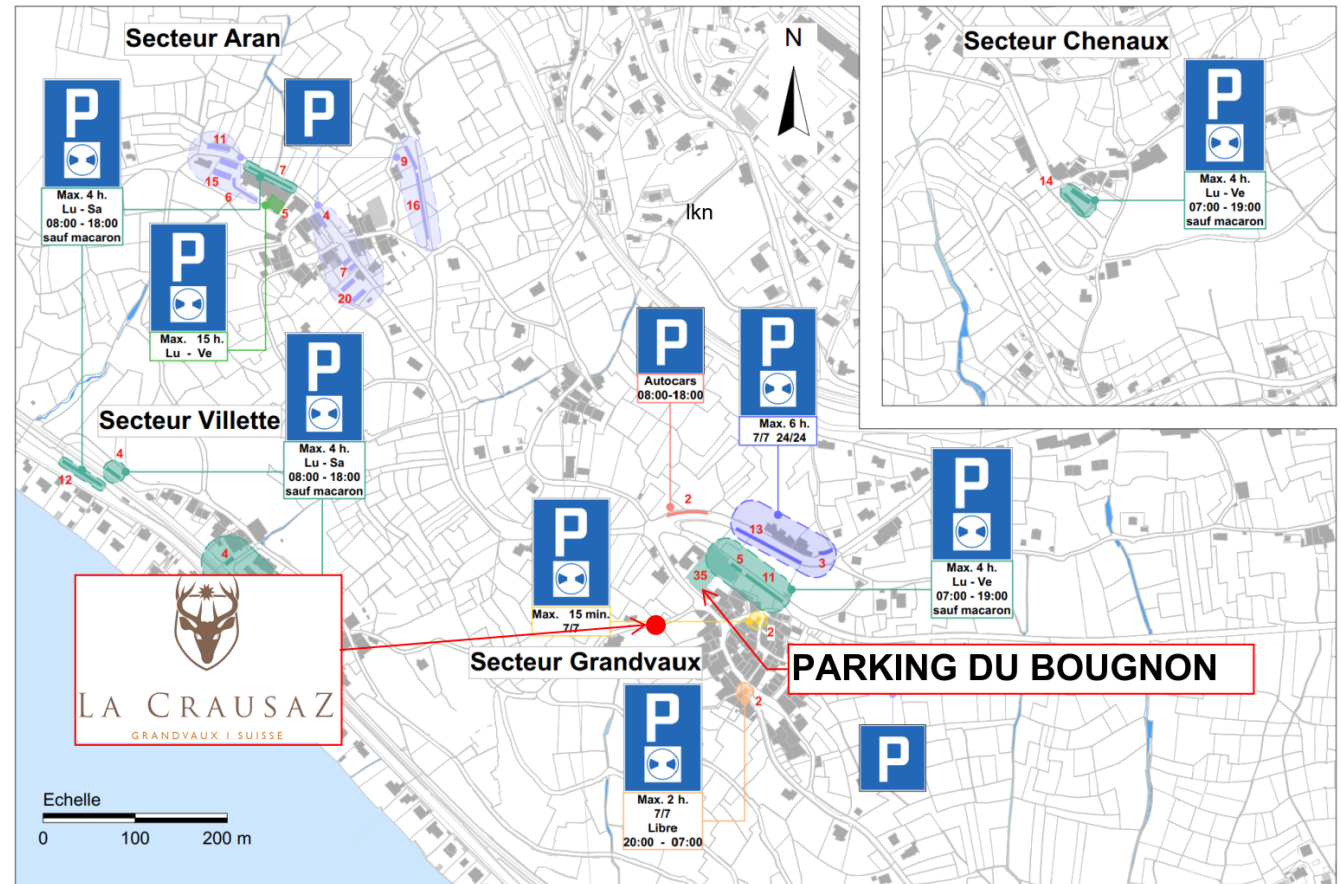 Secteur Aran
P
Max. 4 h.
Lu - Sa
08:00 - 18:00
sauf macaron
P
11
15
6
7
5
4
7
20
9
16
P
Max. 15 h.
Lu - Ve
N
lkn
Secteur Chenaux
P
Max. 4 h.
Lu - Ve
07:00 - 19:00
sauf macaron
14
Secteur Villette
P
Max. 4 h.
Lu - Sa
08:00 - 18:00
sauf macaron
12
4
4
P
Autocars
08:00-18:00
P
Max. 6 h.
7/7 24/24
2
13
3
5
11
35
P
Max. 15 min.
7/7
2
P
Max. 4 h.
Lu - Ve
07:00 - 19:00
sauf macaron
Secteur Grandvaux
PARKING DU BOUGNON
2
P
Max. 2 h.
7/7
Libre
20:00 - 07:00
P
LA CRAUSAZ
GRANDVAUX | SUISSE
Echelle
0 100 200 m